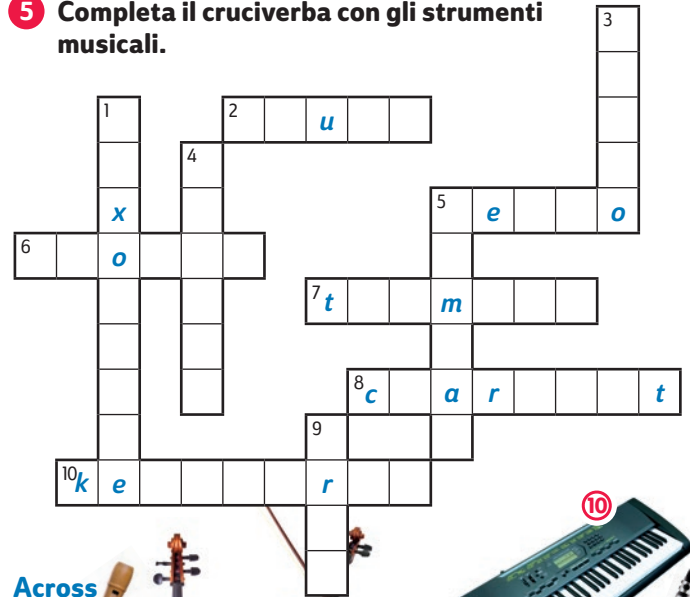 5 Completa il cruciverba con gli strumenti
musicali.
3
1
2 u
4
x
5 e o
6 o
7 t m
8 c a r t
9
10 k e r
10
Across